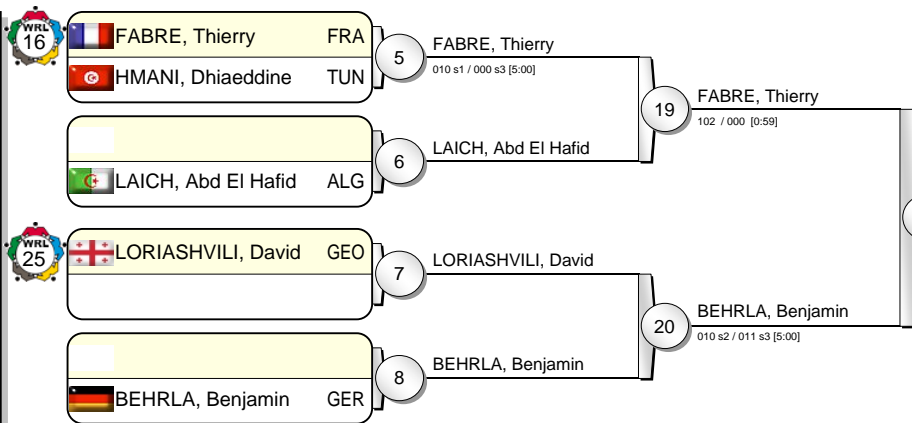 WRL
16
FABRE, Thierry FRA
HMANI, Dhiaeddine TUN
5
FABRE, Thierry
010 s1 / 000 s3 [5:00]
19
FABRE, Thierry
102 / 000 [0:59]
6
LAICH, Abd El Hafid
LAICH, Abd El Hafid ALG
WRL
25
LORIASHVILI, David GEO
7
LORIASHVILI, David
20
BEHRLA, Benjamin
010 s2 / 011 s3 [5:00]
8
BEHRLA, Benjamin
BEHRLA, Benjamin GER